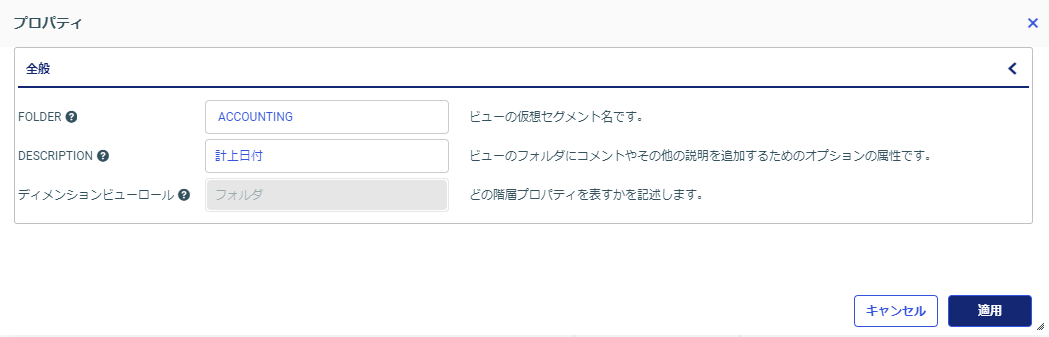 プロパティ
全般
FOLDER ACCOUNTING ビューの仮想セグメント名です。
DESCRIPTION 計上日付 ビューのフォルダにコメントやその他の説明を追加するためのオプションの属性です。
ディメンションビューロール フォルダ どの階層プロパティを表すかを記述します。
キャンセル 適用